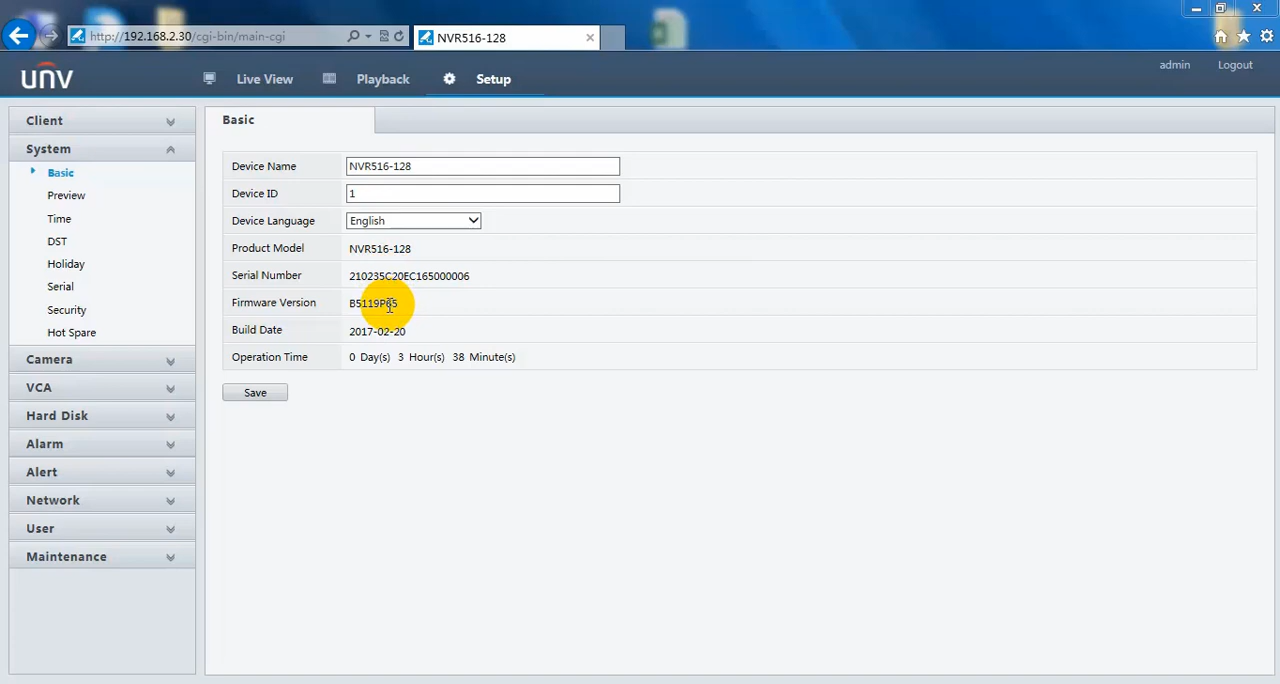 http://192.168.2.30/cgi-bin/main-cgi
NVR516-128
unv
Live View
Playback
Setup
admin
Logout
Client
System
Basic
Preview
Time
DST
Holiday
Serial
Security
Hot Spare
Camera
VCA
Hard Disk
Alarm
Alert
Network
User
Maintenance
Basic
Device Name NVR516-128
Device ID 1
Device Language English
Product Model NVR516-128
Serial Number 210235C20EC165000006
Firmware Version
Build Date 2017-02-20
Operation Time 0 Day(s) 3 Hour(s) 38 Minute(s)
Save